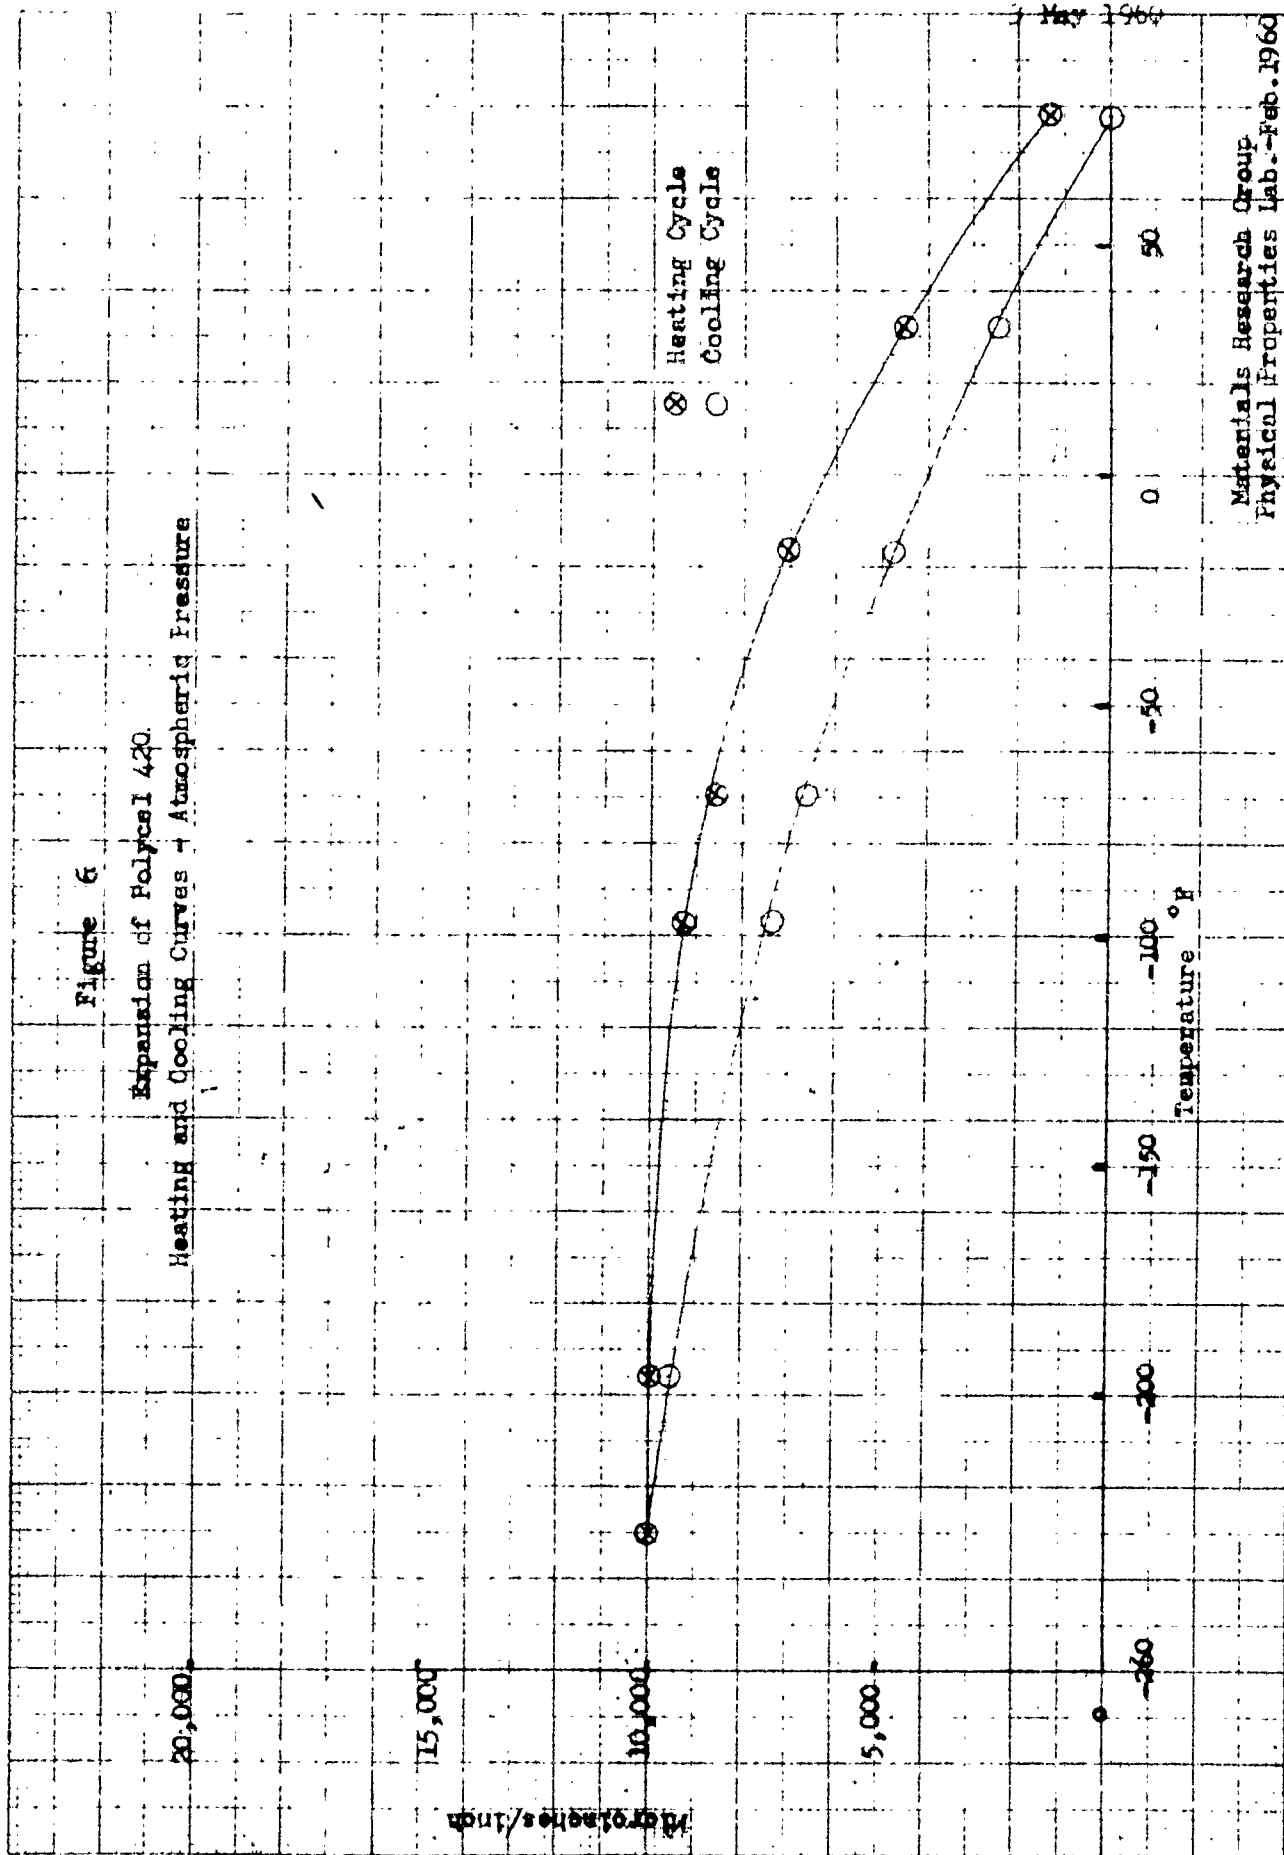 May 1960
Figure 6
Expansion of Polycel 420
Heating and Cooling Curves - Atmospheric Pressure
Heating Cycle
Cooling Cycle
20,000
15,000
10,000
5,000
0
Microinches/inch
-260
-200
-150
-100
-50
0
50
Temperature °F
Materials Research Group
Physical Properties Lab.-Feb.1960